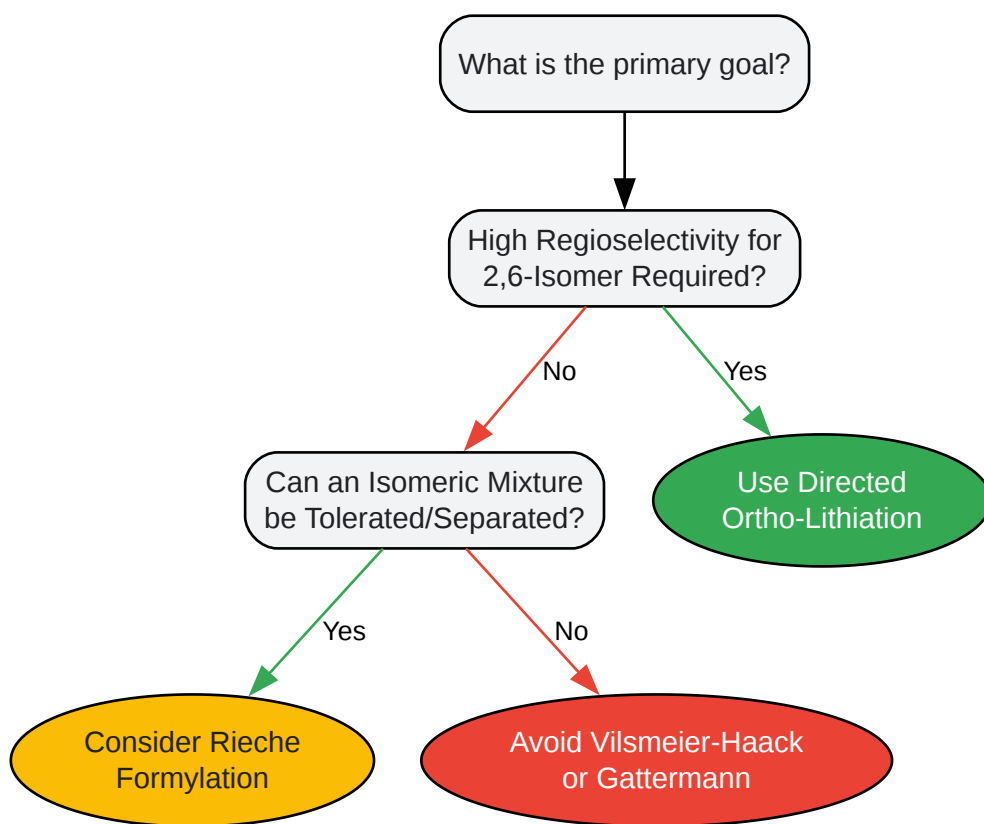 What is the primary goal?
High Regioselectivity for
2,6-Isomer Required?
No
Yes
Can an Isomeric Mixture
be Tolerated/Separated?
Use Directed
Ortho-Lithiation
Yes
No
Consider Rieche
Formylation
Avoid Vilsmeier-Haack
or Gattermann